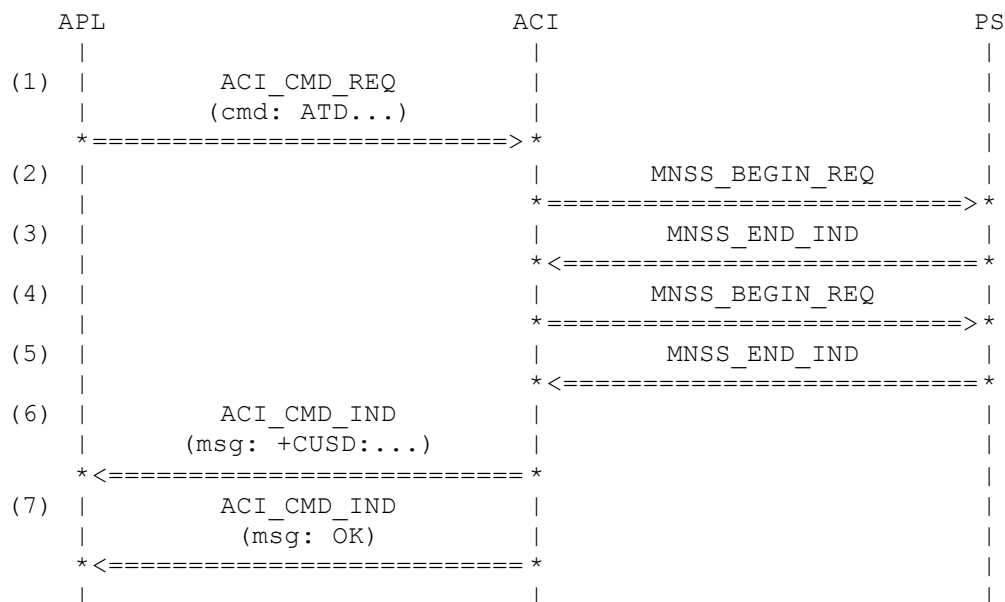 APL ACI PS
(1) ACI_CMD_REQ
(cmd: ATD...)
(2) MNSS_BEGIN_REQ
(3) MNSS_END_IND
(4) MNSS_BEGIN_REQ
(5) MNSS_END_IND
(6) ACI_CMD_IND
(msg: +CUSD:...)
(7) ACI_CMD_IND
(msg: OK)